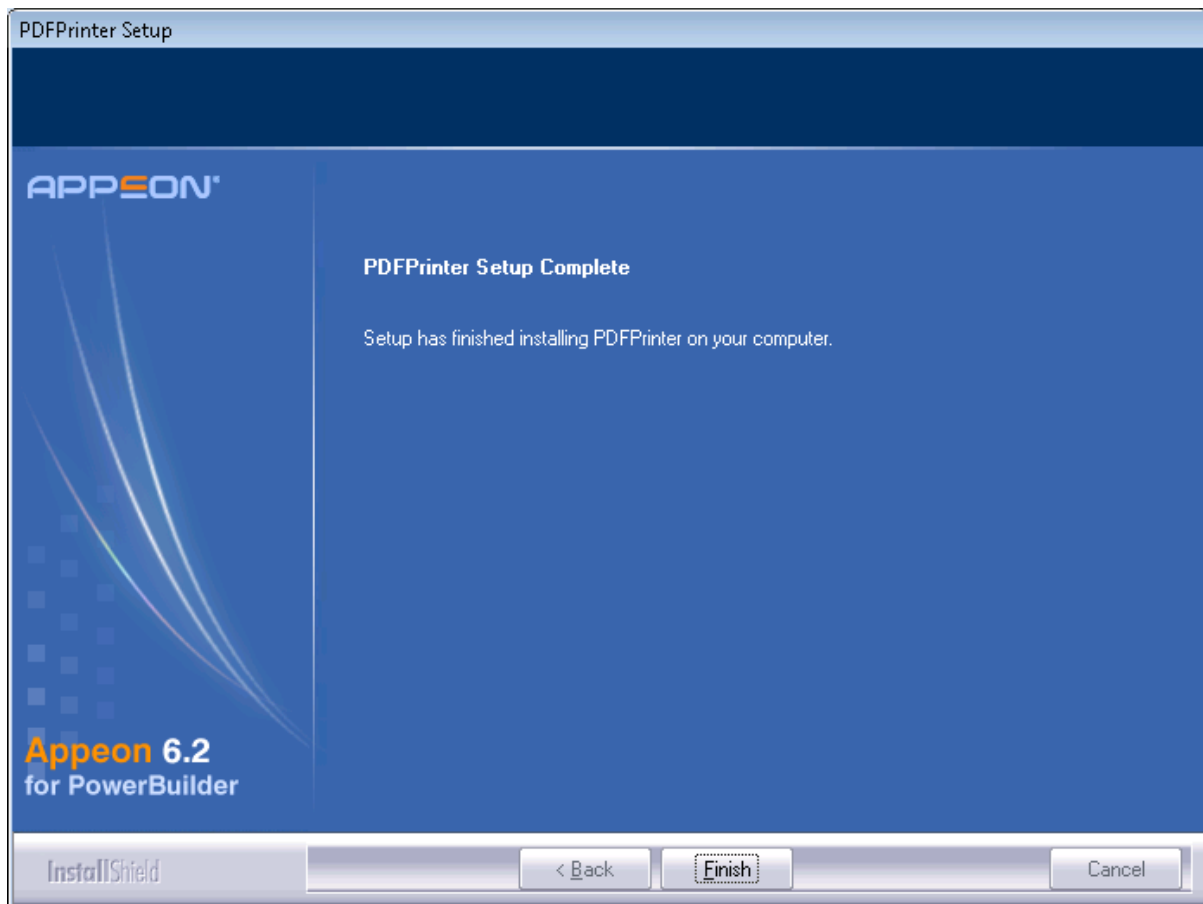 PDFPrinter Setup
APPEON®
PDFPrinter Setup Complete
Setup has finished installing PDFPrinter on your computer.
Appeon 6.2
for PowerBuilder
InstallShield
< Back
Finish
Cancel